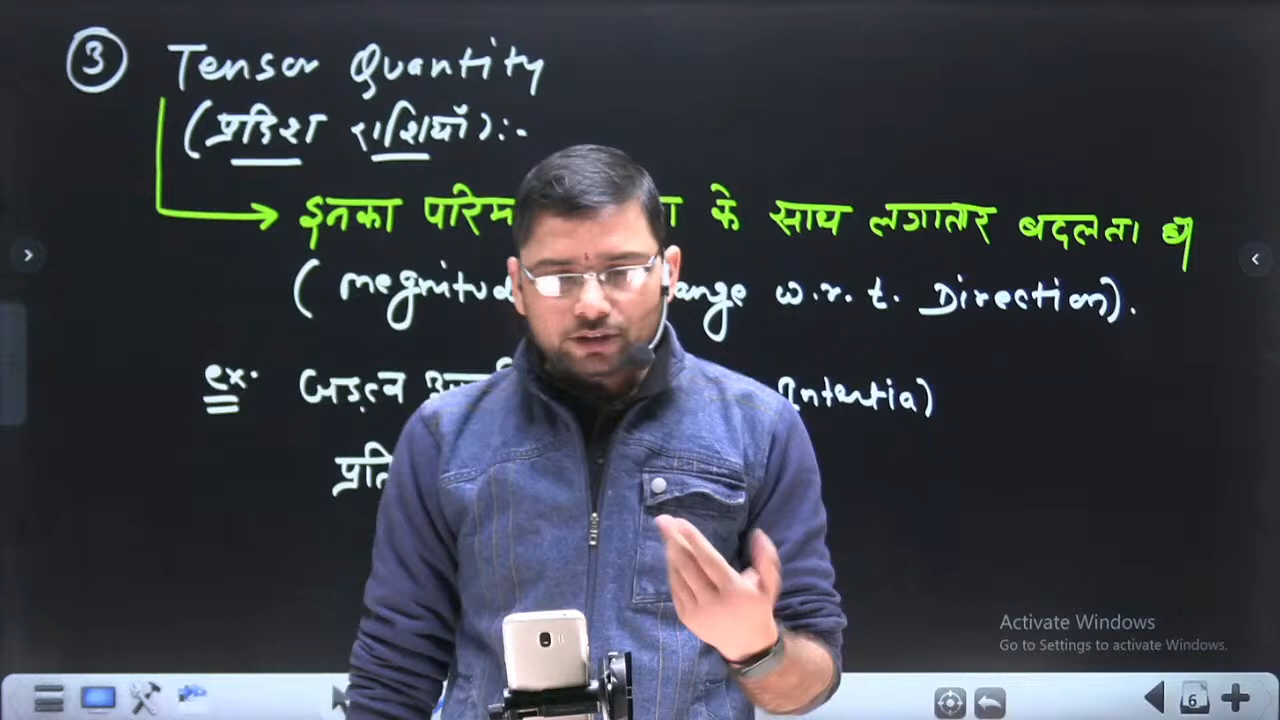 ③ Tensor Quantity
(प्रदिश राशियाँ):-
इनका परिम ा के साथ लगातार बदलता
( megnitud ange w.r.t. Direction).
ex. जड़त्व Intertia)
प्रति
Activate Windows
Go to Settings to activate Windows.
6